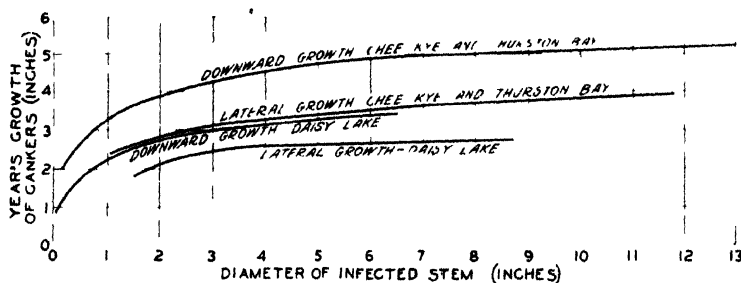 6
5
4
3
2
1
0
YEAR'S GROWTH
OF CANKERS (INCHES)
DOWNWARD GROWTH CHEE KYE AND BAY
LATERAL GROWTH CHEE KYE AND THURSTON BAY
DOWNWARD GROWTH DAISY LAKE
LATERAL GROWTH-DAISY LAKE
0 1 2 3 4 5 6 7 8 9 10 11 12 13
DIAMETER OF INFECTED STEM (INCHES)